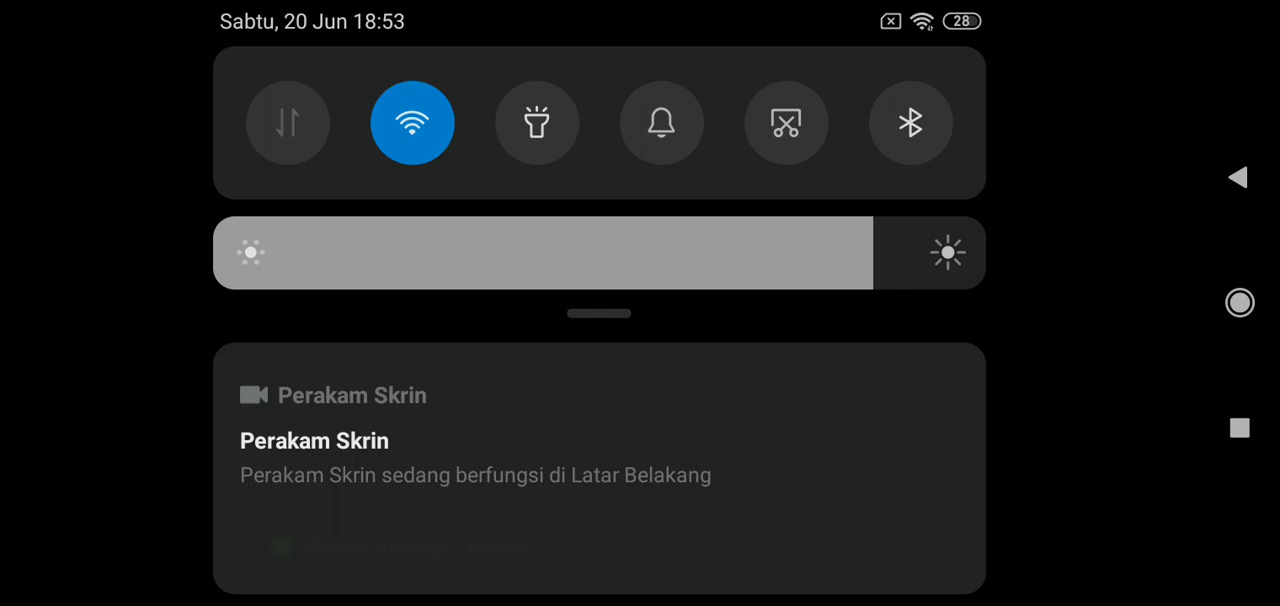 Sabtu, 20 Jun 18:53
28
Perakam Skrin
Perakam Skrin
Perakam Skrin sedang berfungsi di Latar Belakang